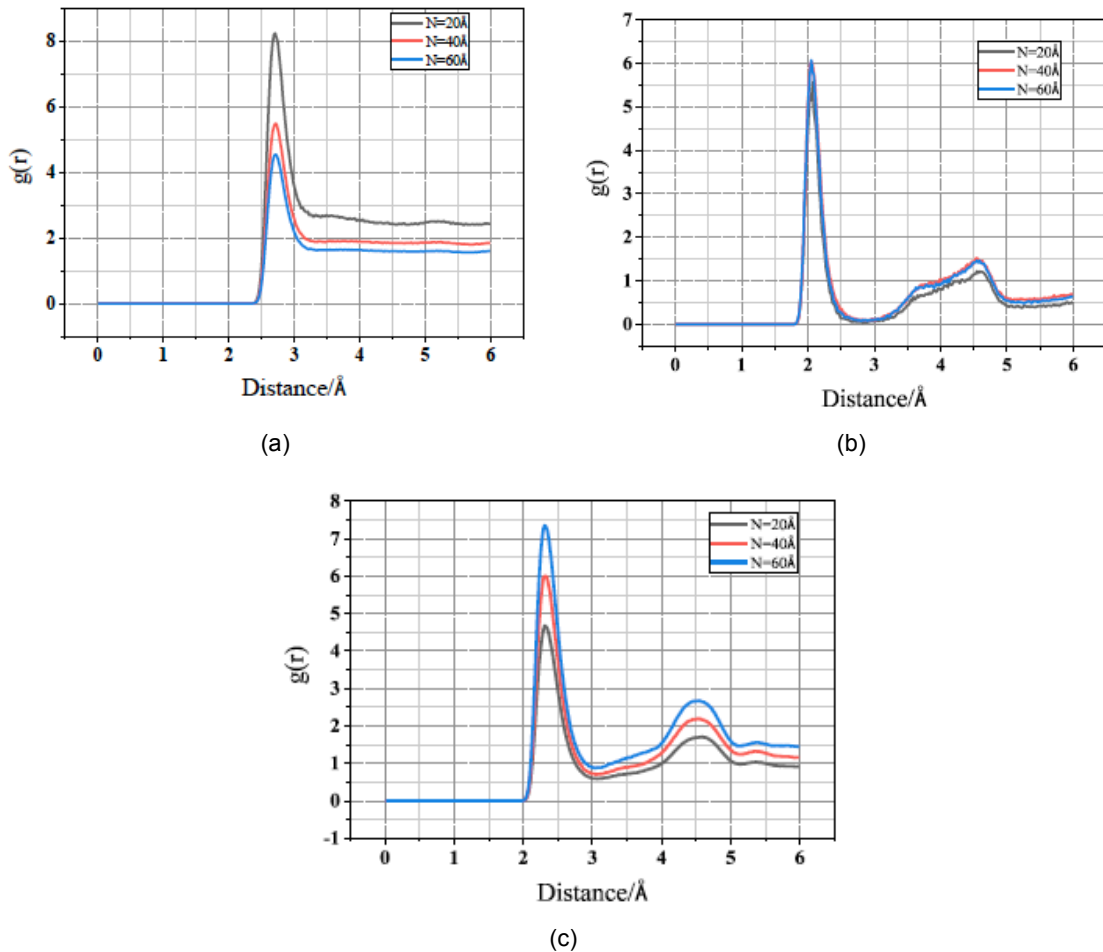 8
6
4
2
0
g(r)
0 1 2 3 4 5 6
Distance/Å
N=20Å
N=40Å
N=60Å
(a)
7
6
5
4
3
2
1
0
g(r)
0 1 2 3 4 5 6
Distance/Å
N=20Å
N=40Å
N=60Å
(b)
8
7
6
5
4
3
2
1
0
-1
g(r)
0 1 2 3 4 5 6
Distance/Å
N=20Å
N=40Å
N=60Å
(c)